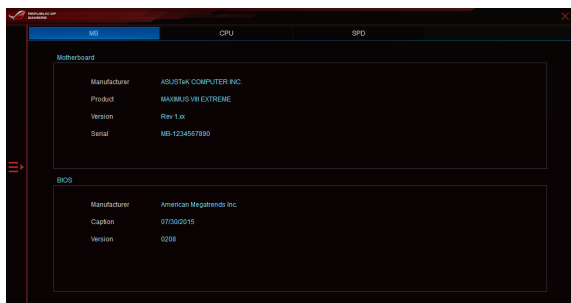 REPUBLIC OF
GAMERS
MB CPU SPD
Motherboard
Manufacturer ASUSTeK COMPUTER INC.
Product MAXIMUS VIII EXTREME
Version Rev 1.xx
Serial MB-1234567890
BIOS
Manufacturer American Megatrends Inc.
Caption 07/30/2015
Version 0208